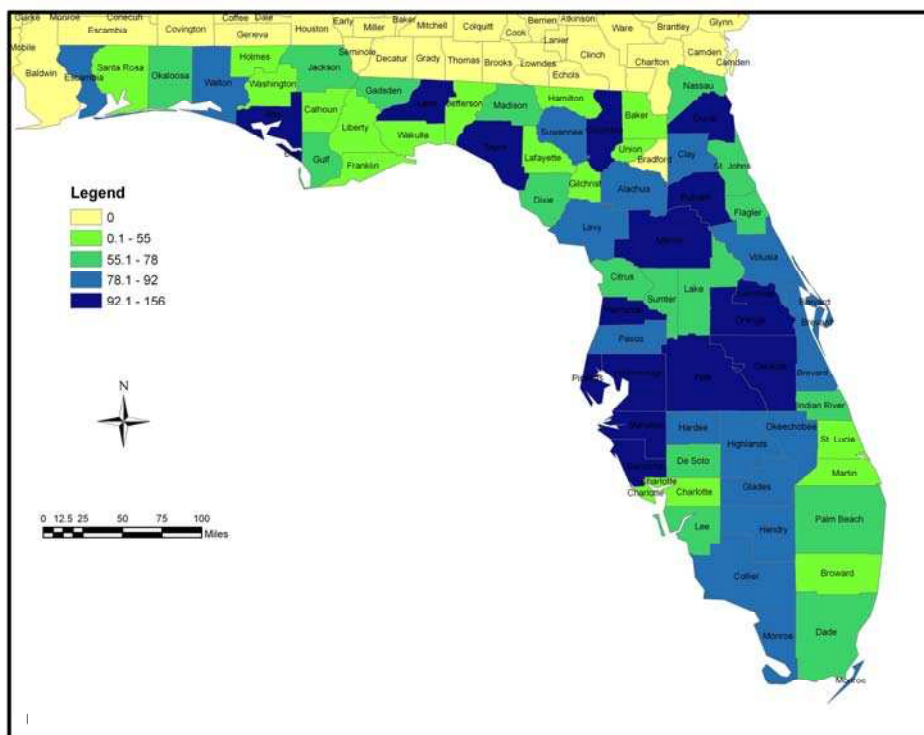 Clarke Monroe Conecuh Covington Coffee Dale Early Baker Mitchell Colquitt Berrien Atkinson Ware Brantley Glynn
Escambia Geneva Houston Miller Cook Lanier Camden
Mobile Seminole Decatur Grady Thomas Brooks Lowndes Clinch Charlton Camden
Baldwin Echols
Escambia Santa Rosa Okaloosa Walton Holmes Jackson Nassau
Washington Gadsden Leon Jefferson Madison Hamilton Baker Duval
Calhoun Liberty Wakulla Taylor Suwannee Columbia Union Bradford Clay St. Johns
Gulf Franklin Lafayette
Gilchrist Alachua Putnam
Dixie Flagler
Levy Marion Volusia
Legend
0
0.1 - 55
55.1 - 78
78.1 - 92
92.1 - 156
Citrus Sumter Lake
Orange Brevard
Pasco
Osceola Brevard
Polk
Indian River
N
Manatee Hardee Highlands Okeechobee St. Lucie
Sarasota De Soto Martin
Charlotte Charlotte Charlotte Glades
Lee Hendry Palm Beach
0 12.5 25 50 75 100
Miles
Collier Broward
Monroe Dade
Monroe